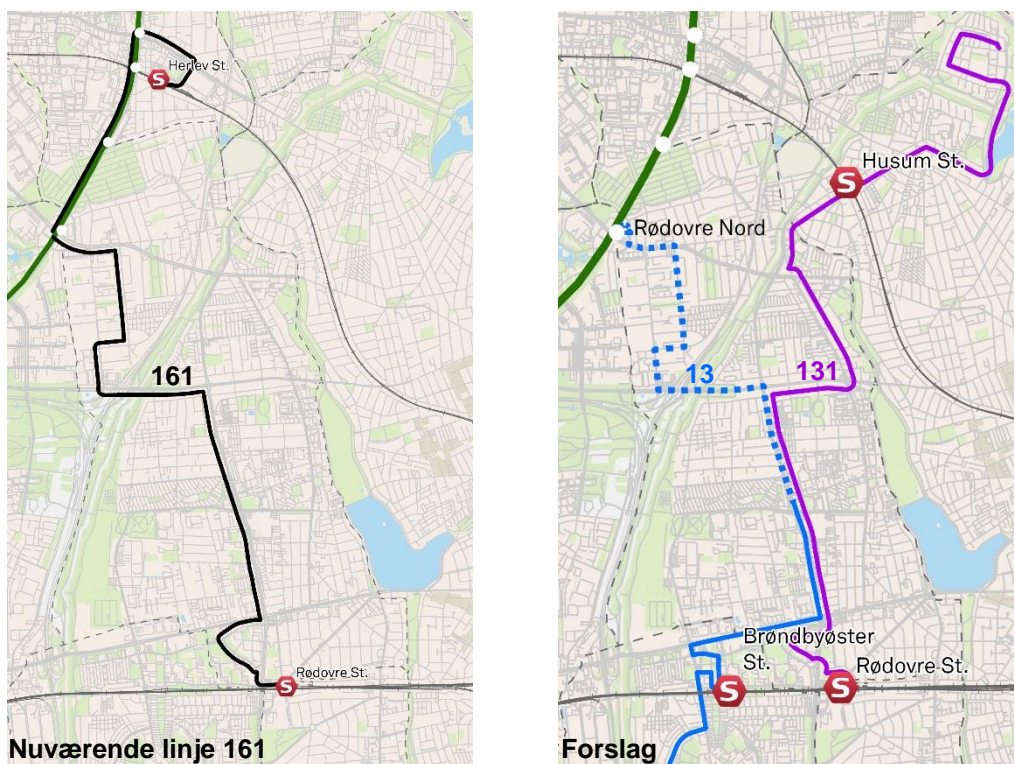 S
Herlev St.
161
S
Rødovre St.
Nuværende linje 161
S
Husum St.
Rødovre Nord
13
131
Brøndbyøster
St.
S
Rødovre St.
S
Forslag